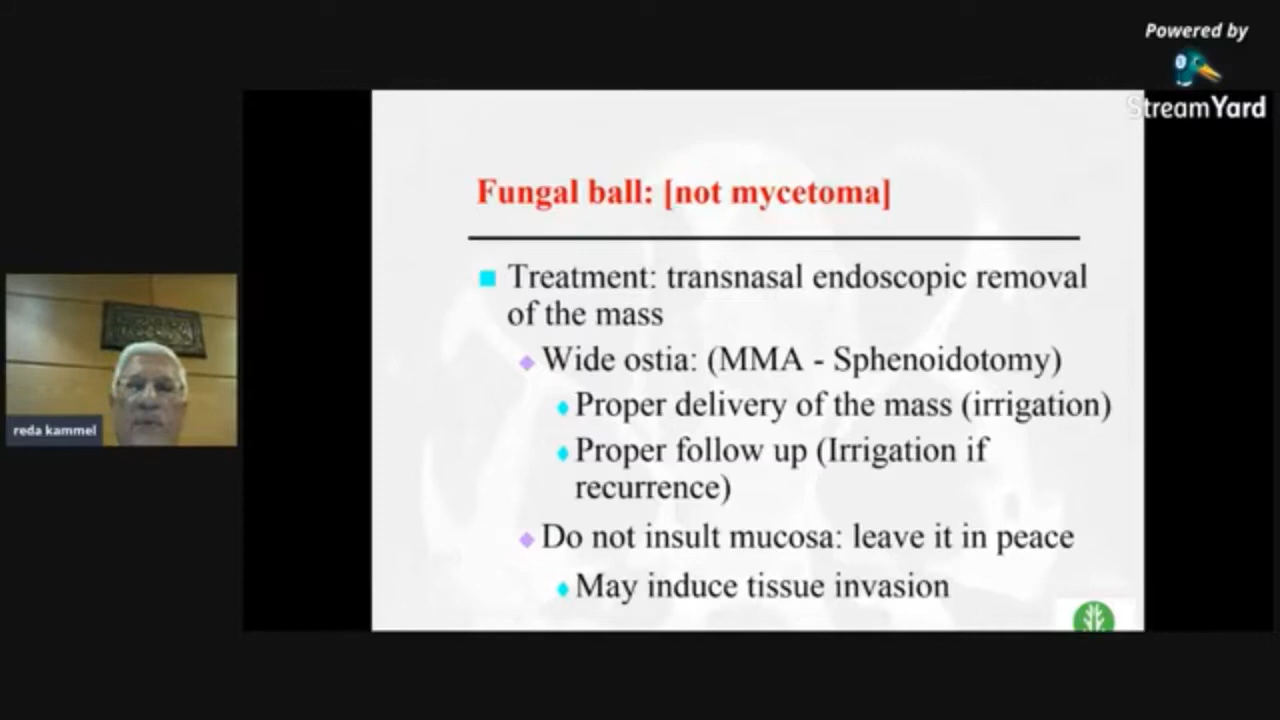 Powered by
StreamYard
Fungal ball: [not mycetoma]
Treatment: transnasal endoscopic removal
of the mass
Wide ostia: (MMA - Sphenoidotomy)
Proper delivery of the mass (irrigation)
Proper follow up (Irrigation if
recurrence)
Do not insult mucosa: leave it in peace
May induce tissue invasion
reda kammel